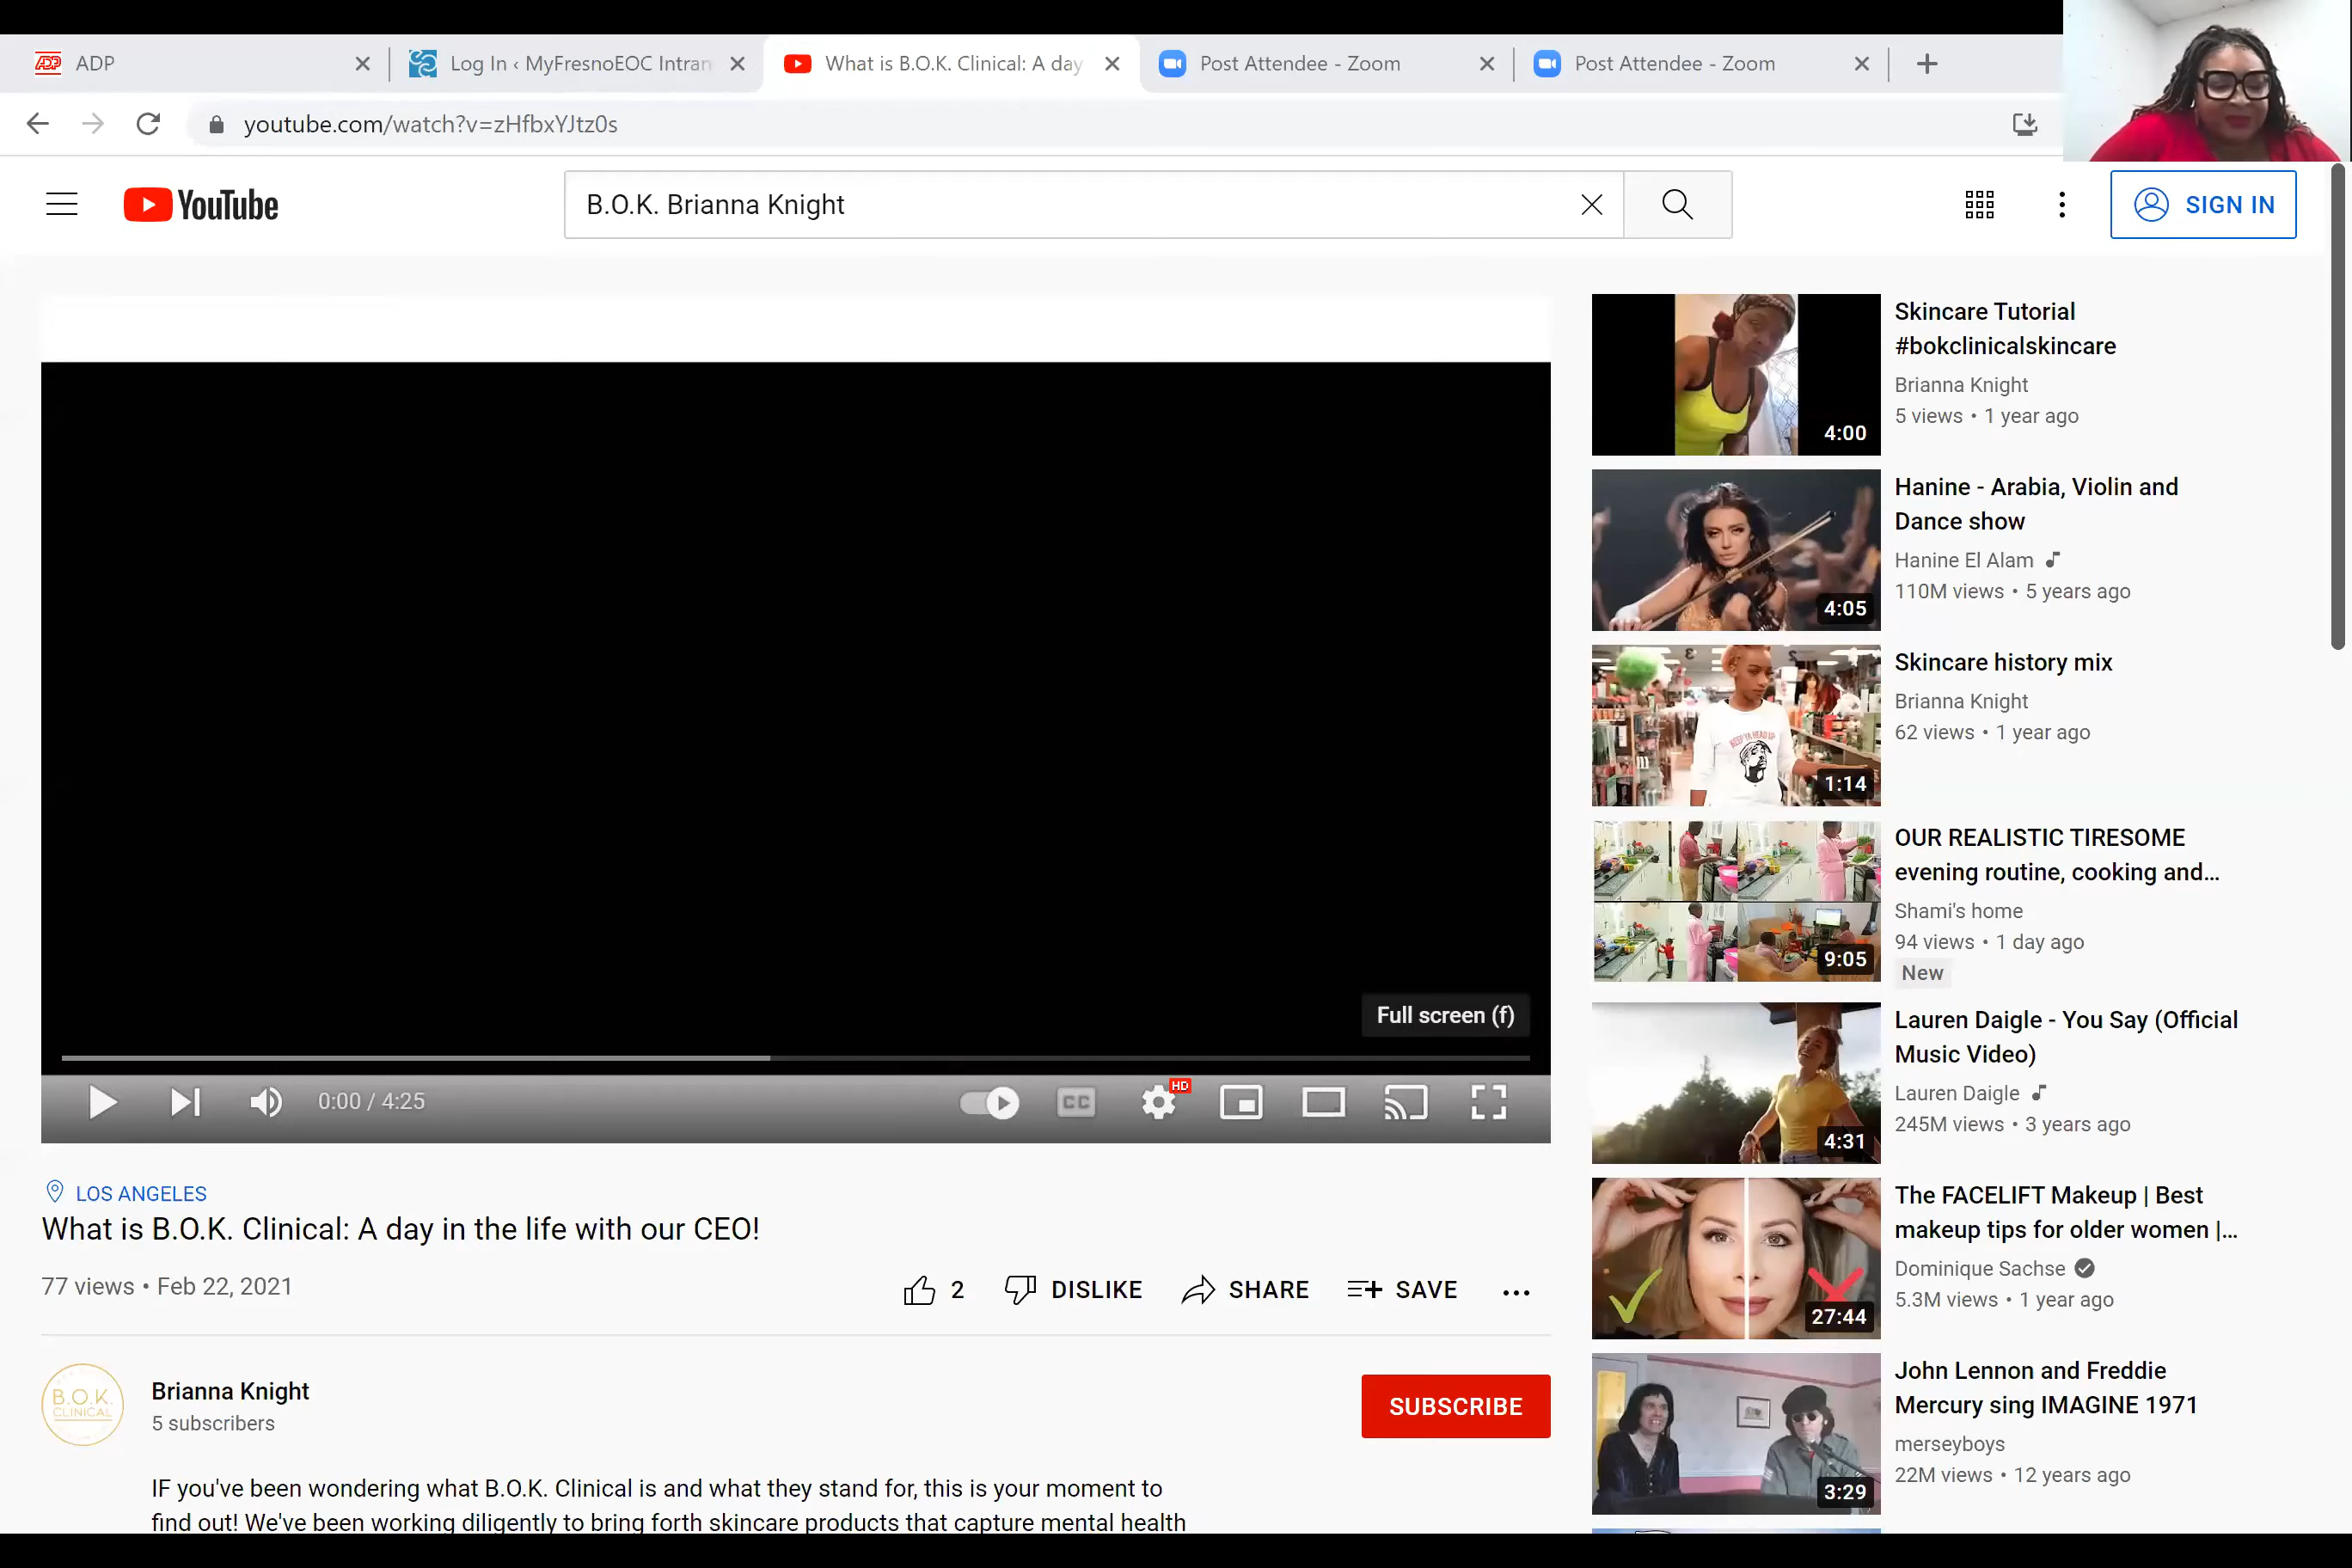 ADP
Log In ‹ MyFresnoEOC Intran
What is B.O.K. Clinical: A day
Post Attendee - Zoom
Post Attendee - Zoom
youtube.com/watch?v=zHfbxYJtz0s
YouTube
B.O.K. Brianna Knight
SIGN IN
Full screen (f)
0:00 / 4:25
CC
HD
LOS ANGELES
What is B.O.K. Clinical: A day in the life with our CEO!
77 views • Feb 22, 2021
2
DISLIKE
SHARE
SAVE
B.O.K.
CLINICAL
Brianna Knight
5 subscribers
SUBSCRIBE
IF you've been wondering what B.O.K. Clinical is and what they stand for, this is your moment to
find out! We've been working diligently to bring forth skincare products that capture mental health
4:00
Skincare Tutorial
#bokclinicalskincare
Brianna Knight
5 views • 1 year ago
4:05
Hanine - Arabia, Violin and
Dance show
Hanine El Alam
110M views • 5 years ago
KEEP YA HEAD UP
1:14
Skincare history mix
Brianna Knight
62 views • 1 year ago
9:05
OUR REALISTIC TIRESOME
evening routine, cooking and...
Shami's home
94 views • 1 day ago
New
4:31
Lauren Daigle - You Say (Official
Music Video)
Lauren Daigle
245M views • 3 years ago
27:44
The FACELIFT Makeup | Best
makeup tips for older women |...
Dominique Sachse
5.3M views • 1 year ago
3:29
John Lennon and Freddie
Mercury sing IMAGINE 1971
merseyboys
22M views • 12 years ago